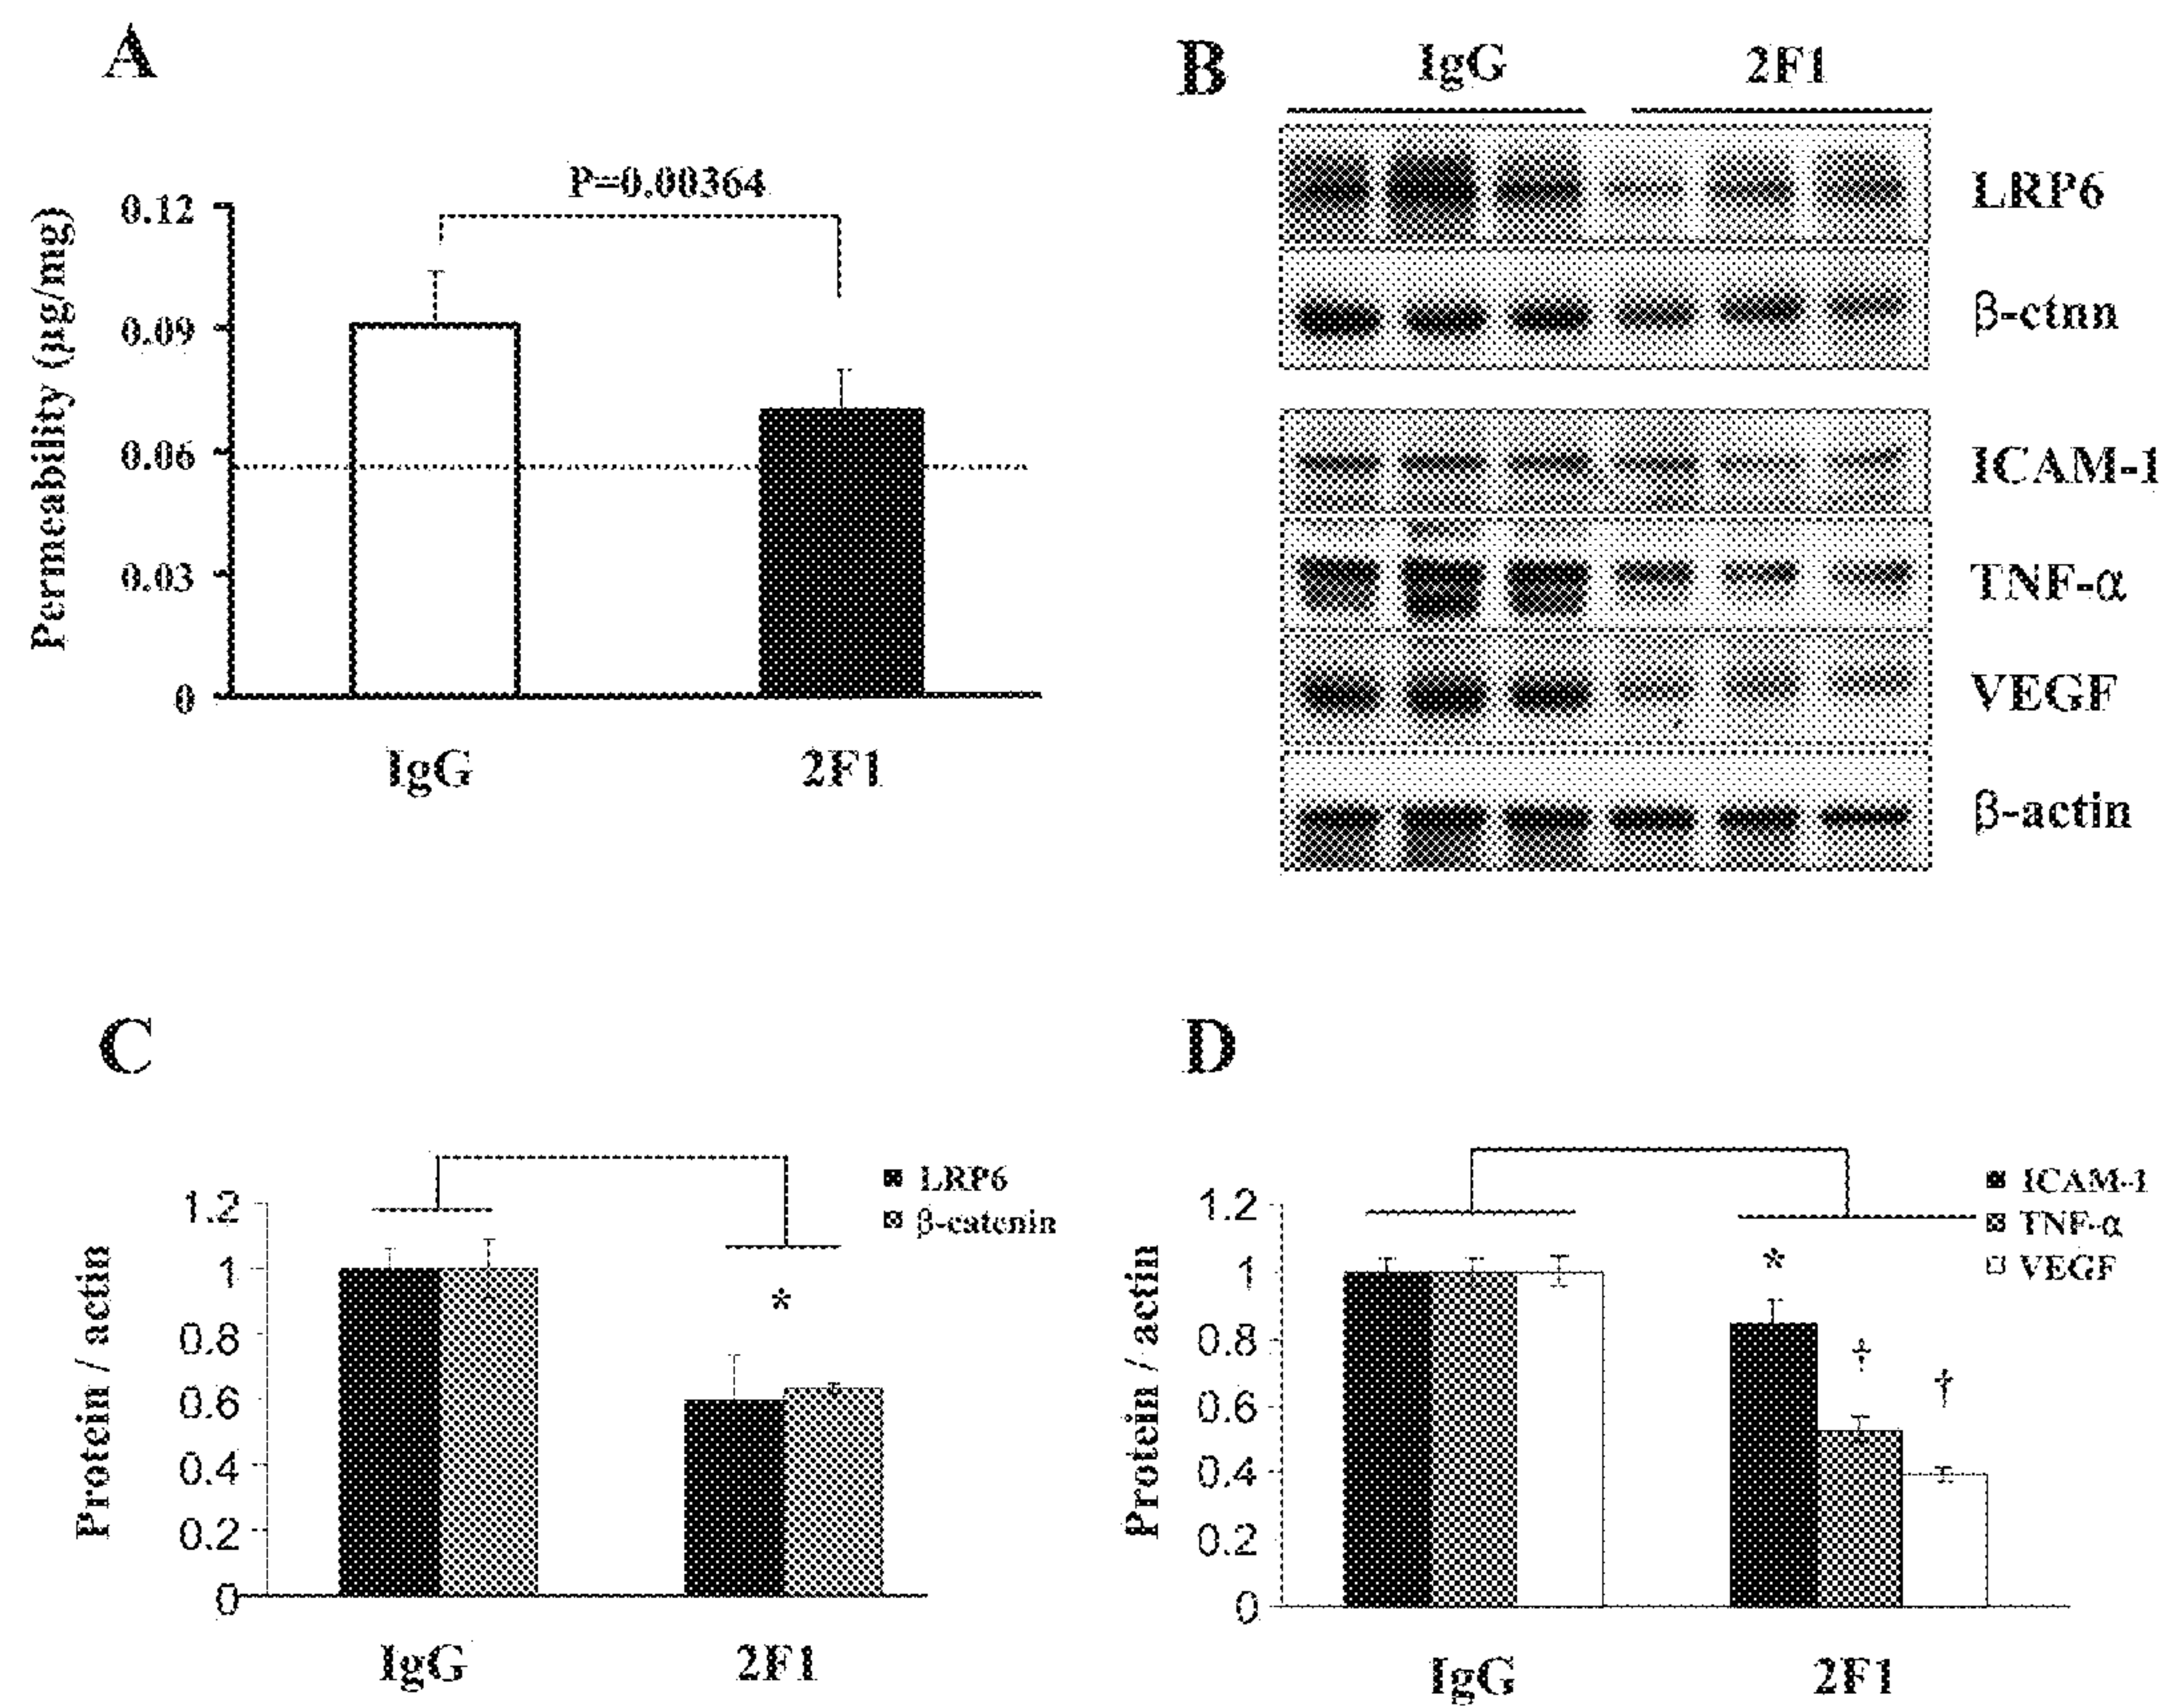 A
P=0.00364
Permeability (µg/mg)
0.12
0.09
0.06
0.03
0
IgG 2F1
B
IgG 2F1
LRP6
β-ctnn
ICAM-1
TNF-α
VEGF
β-actin
C
LRP6
β-catenin
Protein / actin
1.2
1
0.8
0.6
0.4
0.2
0
*
IgG 2F1
D
ICAM-1
TNF-α
VEGF
Protein / actin
1.2
1
0.8
0.6
0.4
0.2
0
*
†
†
IgG 2F1